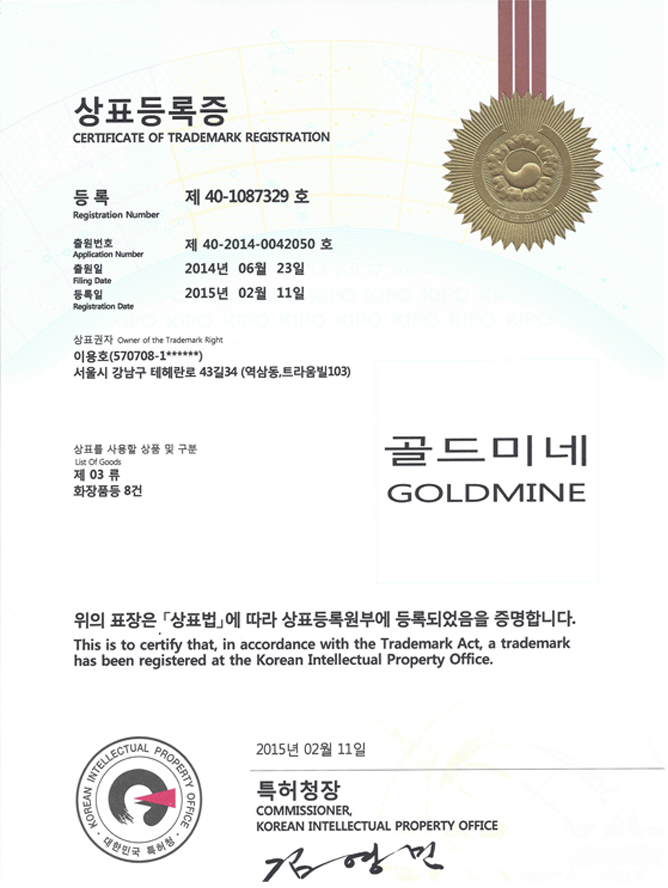 상표등록증
CERTIFICATE OF TRADEMARK REGISTRATION
등 록 제 40-1087329 호
Registration Number
출원번호 제 40-2014-0042050 호
Application Number
출원일 2014년 06월 23일
Filing Date
등록일 2015년 02월 11일
Registration Date
KIPO KIPO KIPO KIPO KIPO KIPO
상표권자 Owner of the Trademark Right
이용호(570708-1******)
서울시 강남구 테헤란로 43길34 (역삼동,트라움빌103)
상표를 사용할 상품 및 구분
List Of Goods
제 03 류
화장품등 8건
골드미네
GOLDMINE
위의 표장은 「상표법」에 따라 상표등록원부에 등록되었음을 증명합니다.
This is to certify that, in accordance with the Trademark Act, a trademark
has been registered at the Korean Intellectual Property Office.
2015년 02월 11일
특허청장
COMMISSIONER,
KOREAN INTELLECTUAL PROPERTY OFFICE
김영민
KOREAN INTELLECTUAL PROPERTY OFFICE
대한민국 특허청